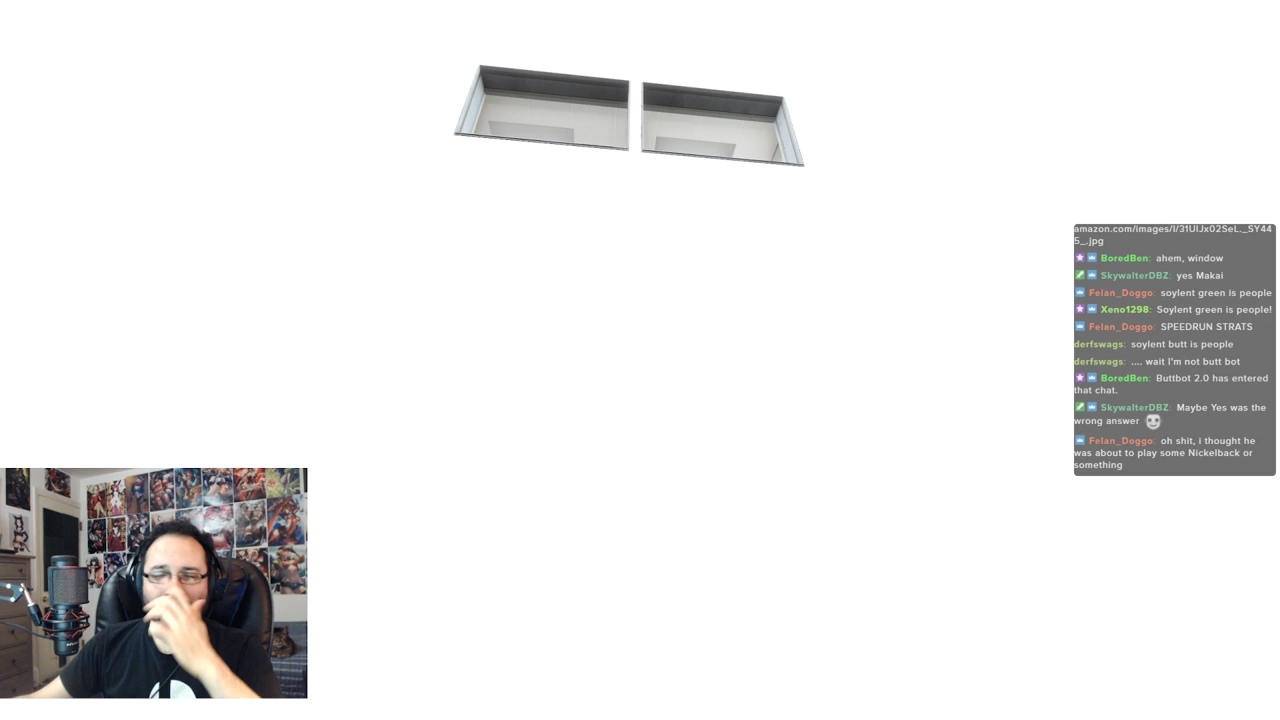 amazon.com/images/I/31UIJx02SeL._SY44
5_.jpg
BoredBen: ahem, window
SkywalterDBZ: yes Makai
Felan_Doggo: soylent green is people
Xeno1298: Soylent green is people!
Felan_Doggo: SPEEDRUN STRATS
derfswags: soylent butt is people
derfswags: .... wait I'm not butt bot
BoredBen: Buttbot 2.0 has entered
that chat.
SkywalterDBZ: Maybe Yes was the
wrong answer
Felan_Doggo: oh shit, i thought he
was about to play some Nickelback or
something